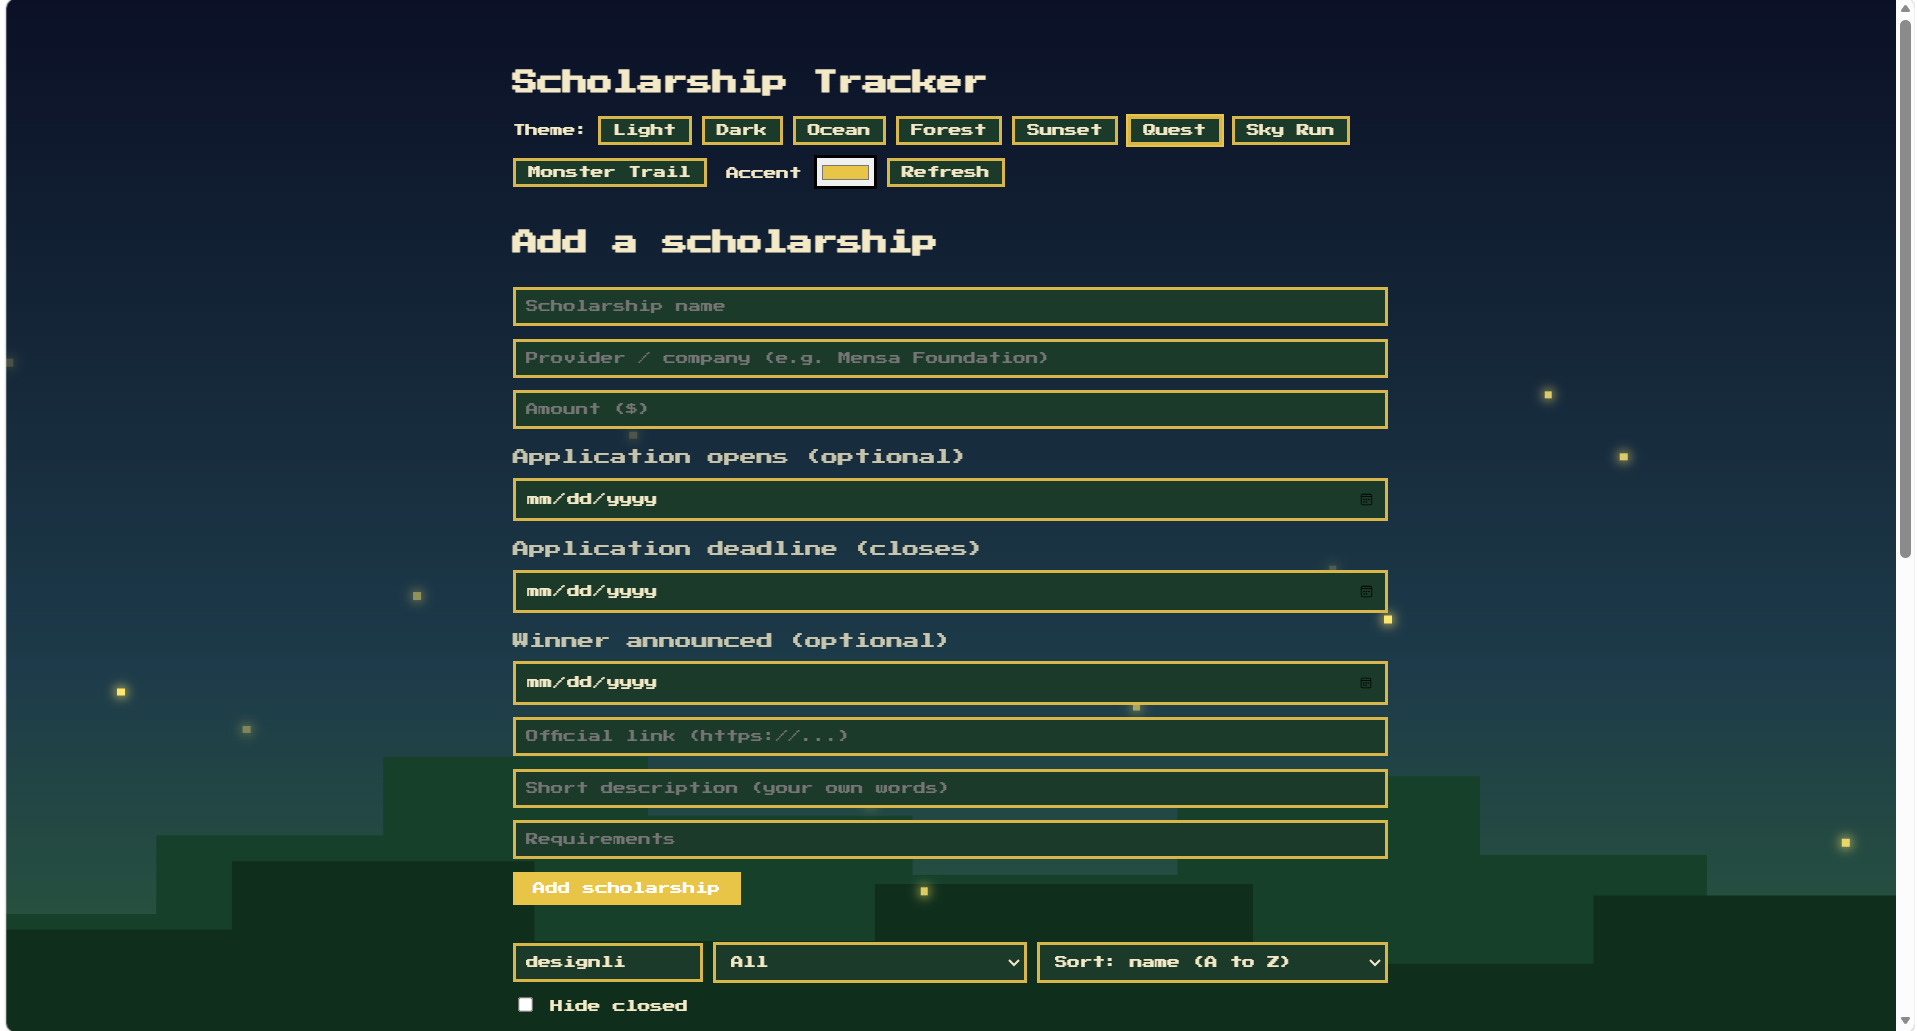 Scholarship Tracker
Theme: Light Dark Ocean Forest Sunset Quest Sky Run
Monster Trail Accent Refresh
Add a scholarship
Scholarship name
Provider / company (e.g. Mensa Foundation)
Amount ($)
Application opens (optional)
mm/dd/yyyy
Application deadline (closes)
mm/dd/yyyy
Winner announced (optional)
mm/dd/yyyy
Official link (https://...)
Short description (your own words)
Requirements
Add scholarship
designli All Sort: name (A to Z)
Hide closed